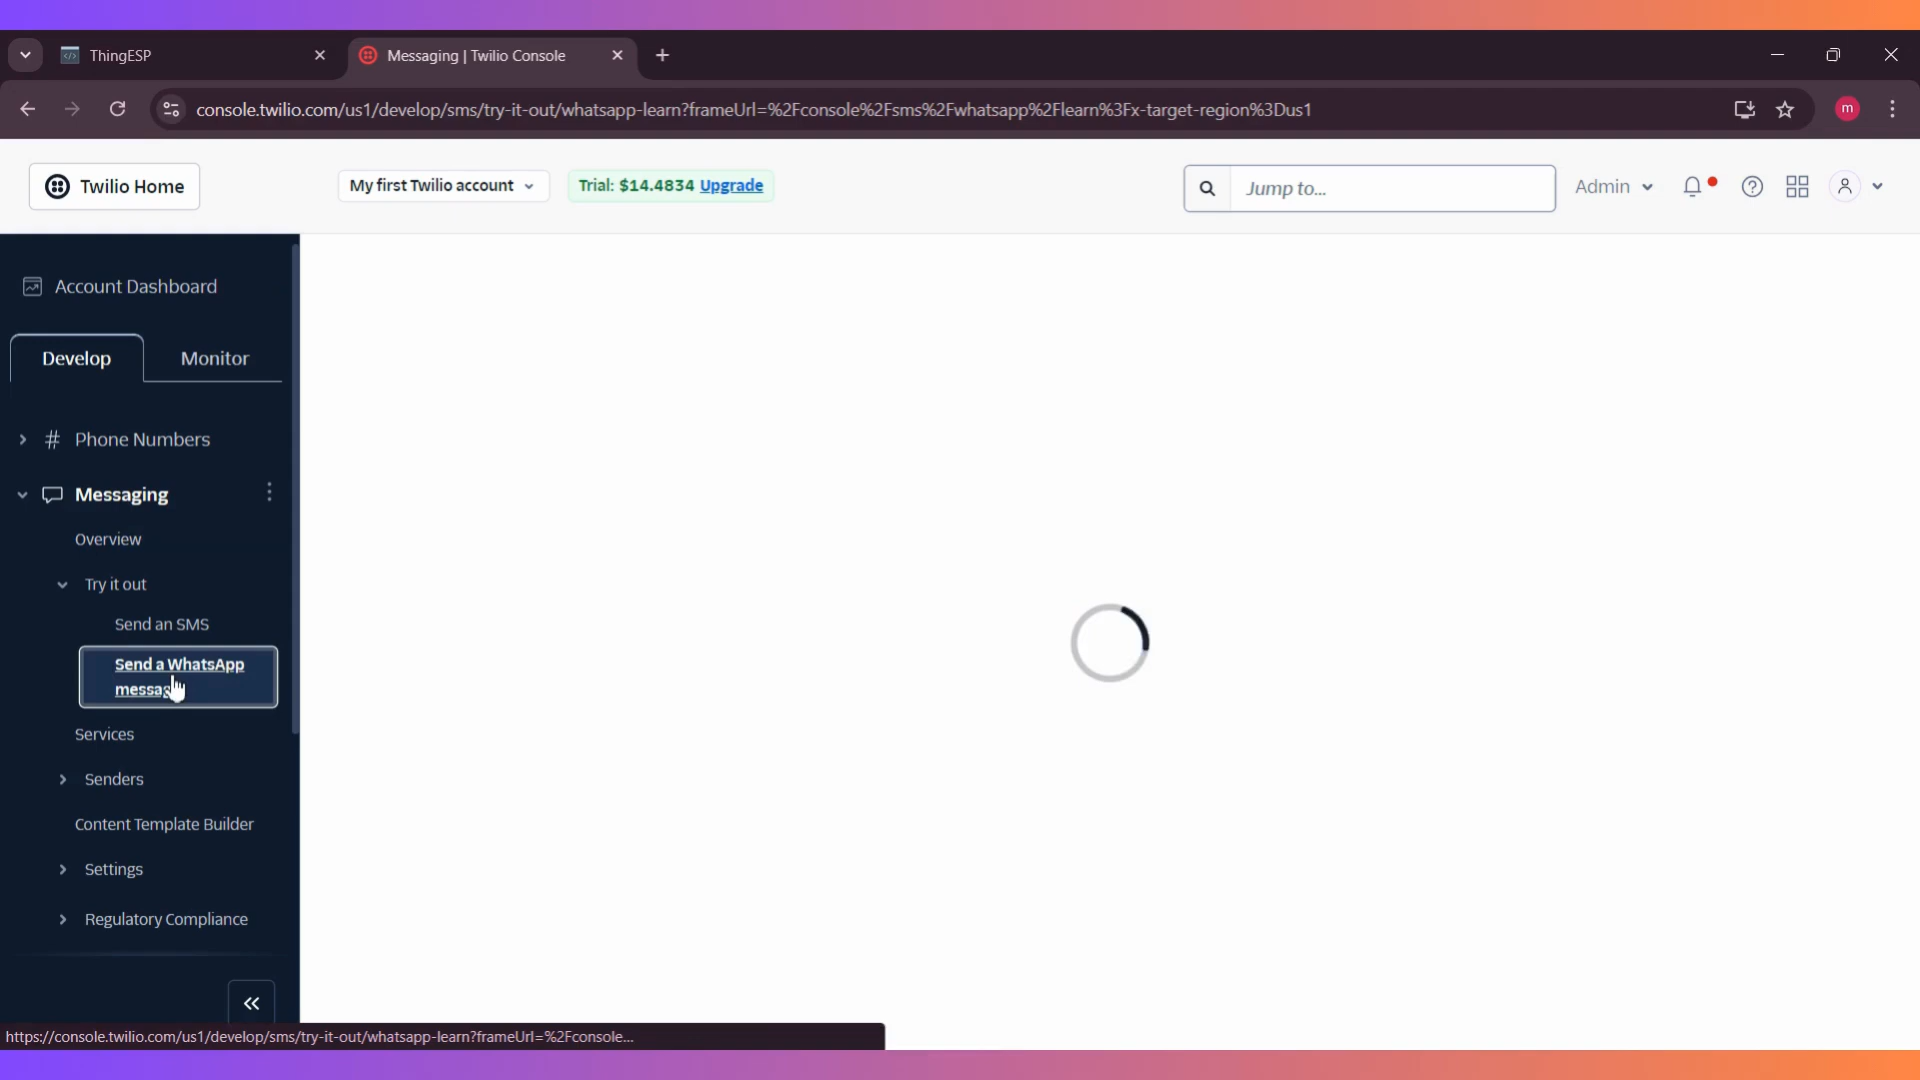 ThingESP
Messaging | Twilio Console
console.twilio.com/us1/develop/sms/try-it-out/whatsapp-learn?frameUrl=%2Fconsole%2Fsms%2Fwhatsapp%2Flearn%3Fx-target-region%3Dus1
m
Twilio Home
My first Twilio account
Trial: $14.4834 Upgrade
Jump to...
Admin
Account Dashboard
Develop
Monitor
# Phone Numbers
Messaging
Overview
Try it out
Send an SMS
Send a WhatsApp
Services
Senders
Content Template Builder
Settings
Regulatory Compliance
https://console.twilio.com/us1/develop/sms/try-it-out/whatsapp-learn?frameUrl=%2Fconsole...